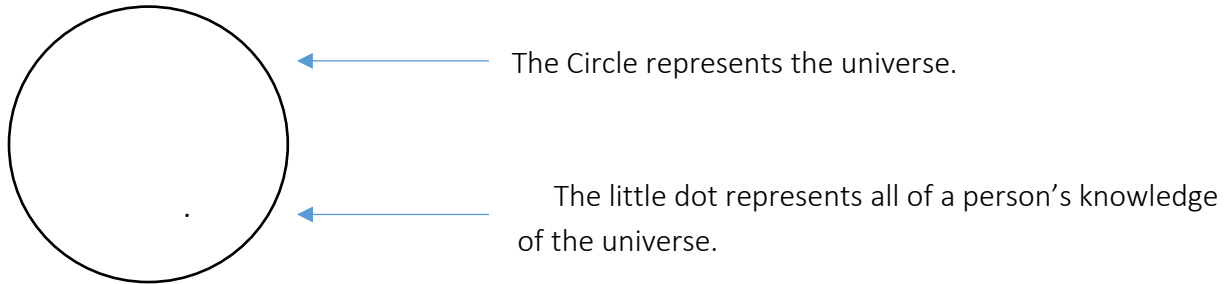 The Circle represents the universe.
The little dot represents all of a person’s knowledge
of the universe.